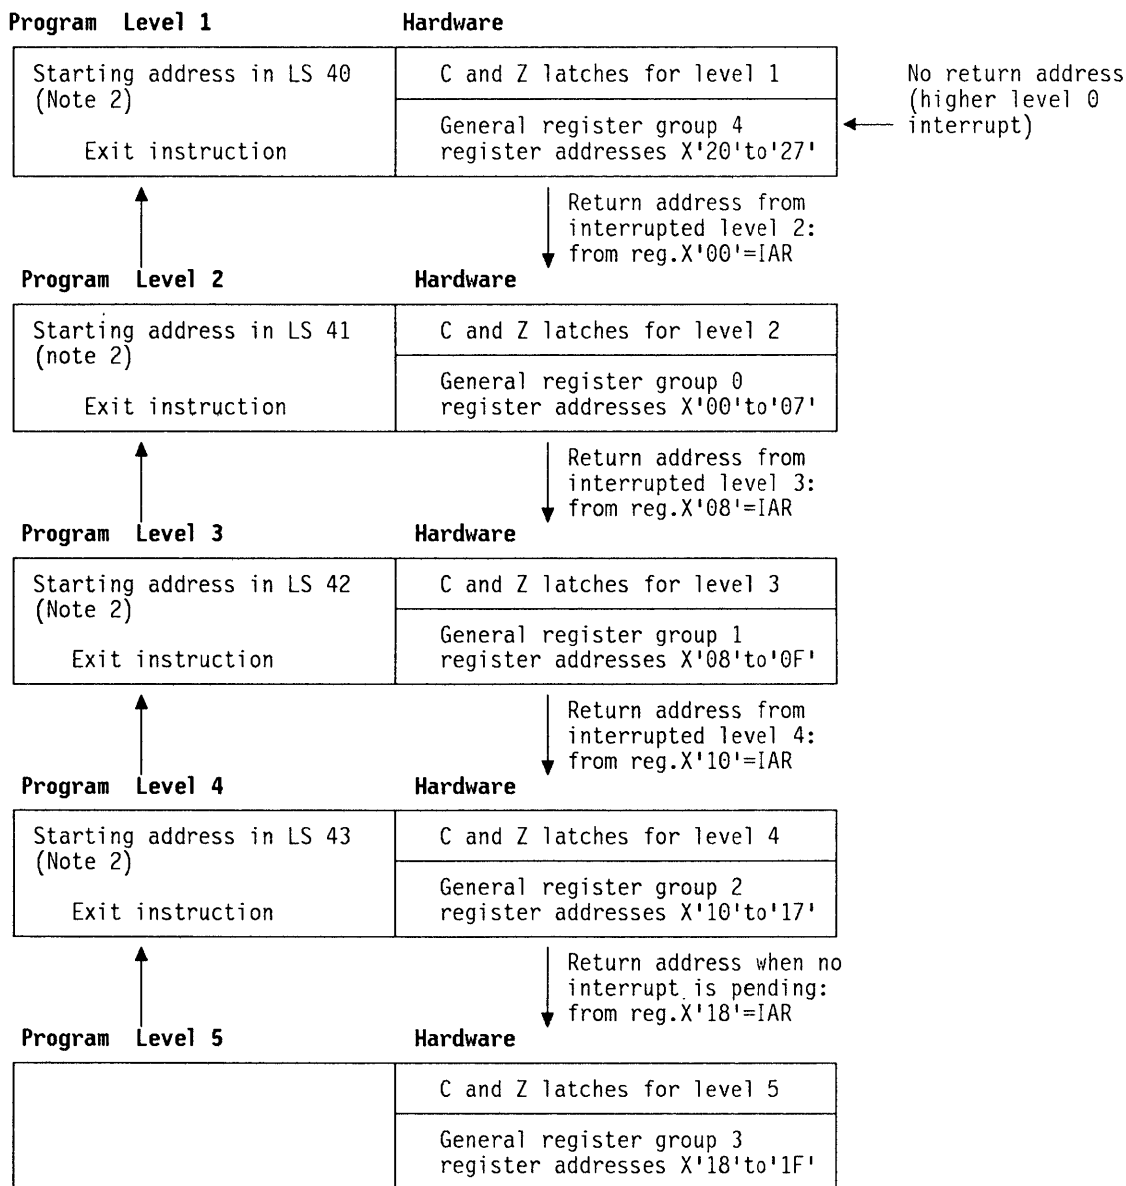 Program Level 1
Hardware
Starting address in LS 40
(Note 2)
Exit instruction
C and Z latches for level 1
General register group 4
register addresses X'20'to'27'
No return address
(higher level 0
interrupt)
Return address from
interrupted level 2:
from reg.X'00'=IAR
Program Level 2
Hardware
Starting address in LS 41
(note 2)
Exit instruction
C and Z latches for level 2
General register group 0
register addresses X'00'to'07'
Return address from
interrupted level 3:
from reg.X'08'=IAR
Program Level 3
Hardware
Starting address in LS 42
(Note 2)
Exit instruction
C and Z latches for level 3
General register group 1
register addresses X'08'to'0F'
Return address from
interrupted level 4:
from reg.X'10'=IAR
Program Level 4
Hardware
Starting address in LS 43
(Note 2)
Exit instruction
C and Z latches for level 4
General register group 2
register addresses X'10'to'17'
Return address when no
interrupt is pending:
from reg.X'18'=IAR
Program Level 5
Hardware
C and Z latches for level 5
General register group 3
register addresses X'18'to'1F'